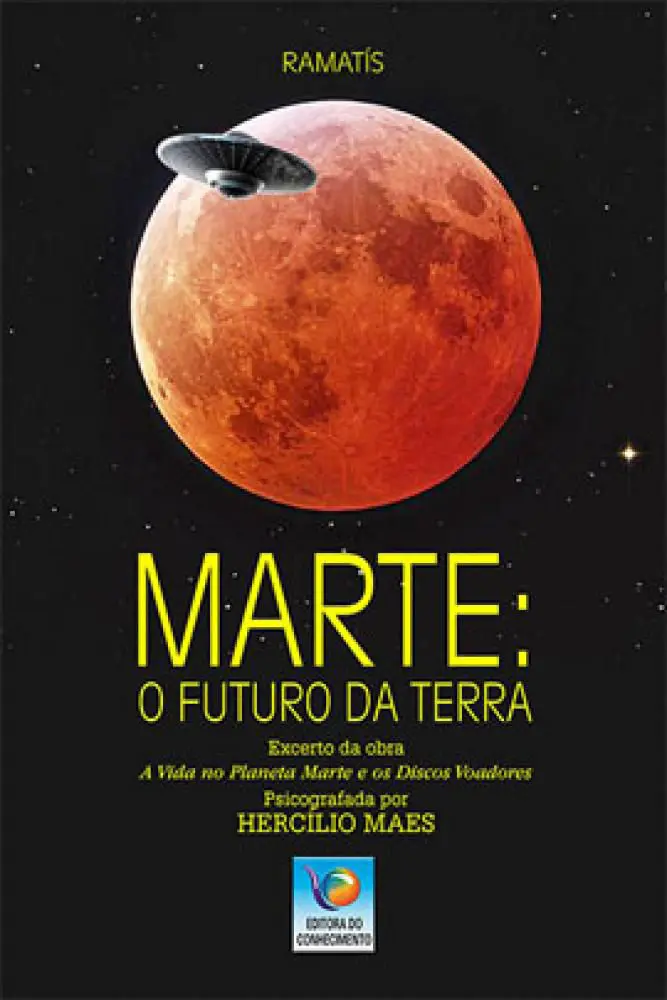 RAMATÍS
MARTE:
O FUTURO DA TERRA
Excerto da obra
A Vida no Planeta Marte e os Discos Voadores
Psicografada por
HERCÍLIO MAES
EDITORA DO
CONHECIMENTO